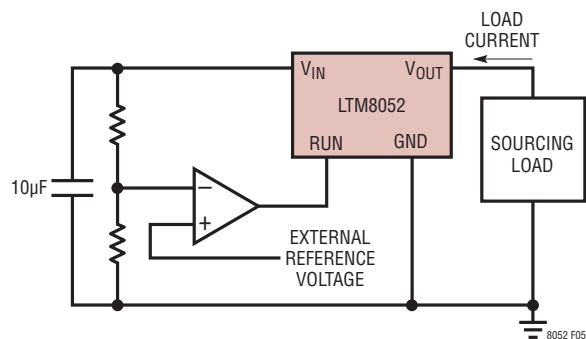 LOAD
CURRENT
VIN VOUT
LTM8052
RUN GND
SOURCING
LOAD
10µF
−
+
EXTERNAL
REFERENCE
VOLTAGE
8052 F05